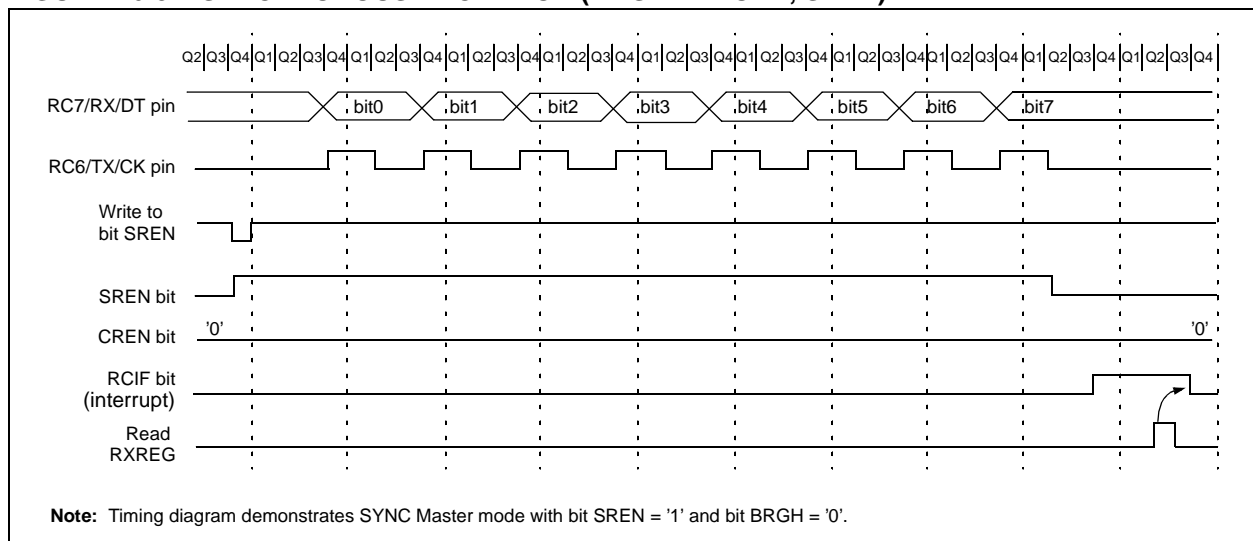 Q2 Q3 Q4 Q1 Q2 Q3 Q4 Q1 Q2 Q3 Q4 Q1 Q2 Q3 Q4 Q1 Q2 Q3 Q4 Q1 Q2 Q3 Q4 Q1 Q2 Q3 Q4 Q1 Q2 Q3 Q4 Q1 Q2 Q3 Q4 Q1 Q2 Q3 Q4 Q1 Q2 Q3 Q4
RC7/RX/DT pin bit0 bit1 bit2 bit3 bit4 bit5 bit6 bit7
RC6/TX/CK pin
Write to
bit SREN
SREN bit
CREN bit '0' '0'
RCIF bit
(interrupt)
Read
RXREG
Note: Timing diagram demonstrates SYNC Master mode with bit SREN = '1' and bit BRGH = '0'.